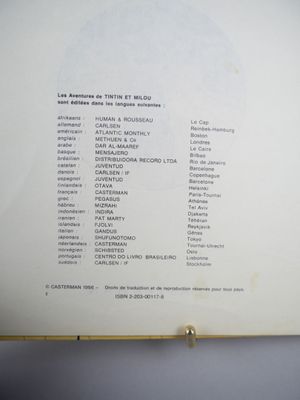 Les Aventures de TINTIN ET MILOU
sont éditées dans les langues suivantes :
afrikaans : HUMAN & ROUSSEAU Le Cap
allemand : CARLSEN Reinbek-Hamburg
américain : ATLANTIC MONTHLY Boston
anglais : METHUEN & Co Londres
arabe : DAR AL-MAAREF Le Caire
basque : MENSAJERO Bilbao
brésilien : DISTRIBUIDORA RECORD LTDA Rio de Janeiro
catalan : JUVENTUD Barcelone
danois : CARLSEN / IF Copenhague
espagnol : JUVENTUD Barcelone
finlandais : OTAVA Helsinki
français : CASTERMAN Paris-Tournai
grec : PEGASUS Athènes
hébreu : MIZRAHI Tel Aviv
indonésien : INDIRA Djakarta
iranien : PAT MARTY Téhéran
islandais : FJOLVI Reykjavik
italien : GANDUS Gênes
japonais : SHUFUNOTOMO Tokyo
néerlandais : CASTERMAN Tournai-Utrecht
norvégien : SCHIBSTED Oslo
portugais : CENTRO DO LIVRO BRASILEIRO Lisbonne
suédois : CARLSEN / IF Stockholm
© CASTERMAN 1956 – Droits de traduction et de reproduction réservés pour tous pays
ISBN 2-203-00117-8